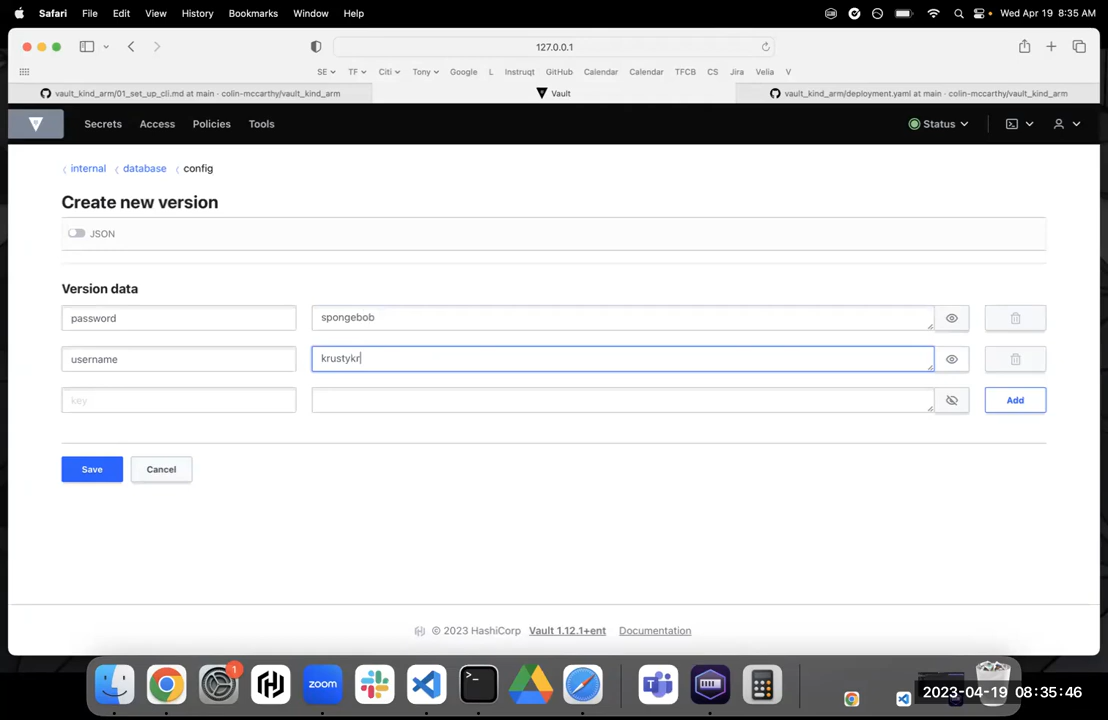 Safari File Edit View History Bookmarks Window Help Wed Apr 19 8:35 AM
127.0.0.1
SE TF Citi Tony Google L Instruqt GitHub Calendar Calendar TFCB CS Jira Velia V
vault_kind_arm/01_set_up_cli.md at main · colin-mccarthy/vault_kind_arm Vault vault_kind_arm/deployment.yaml at main · colin-mccarthy/vault_kind_arm
Secrets Access Policies Tools Status
internal database config
Create new version
JSON
Version data
password spongebob
username krustykr
key Add
Save Cancel
© 2023 HashiCorp Vault 1.12.1+ent Documentation
1
zoom
2023-04-19 08:35:46